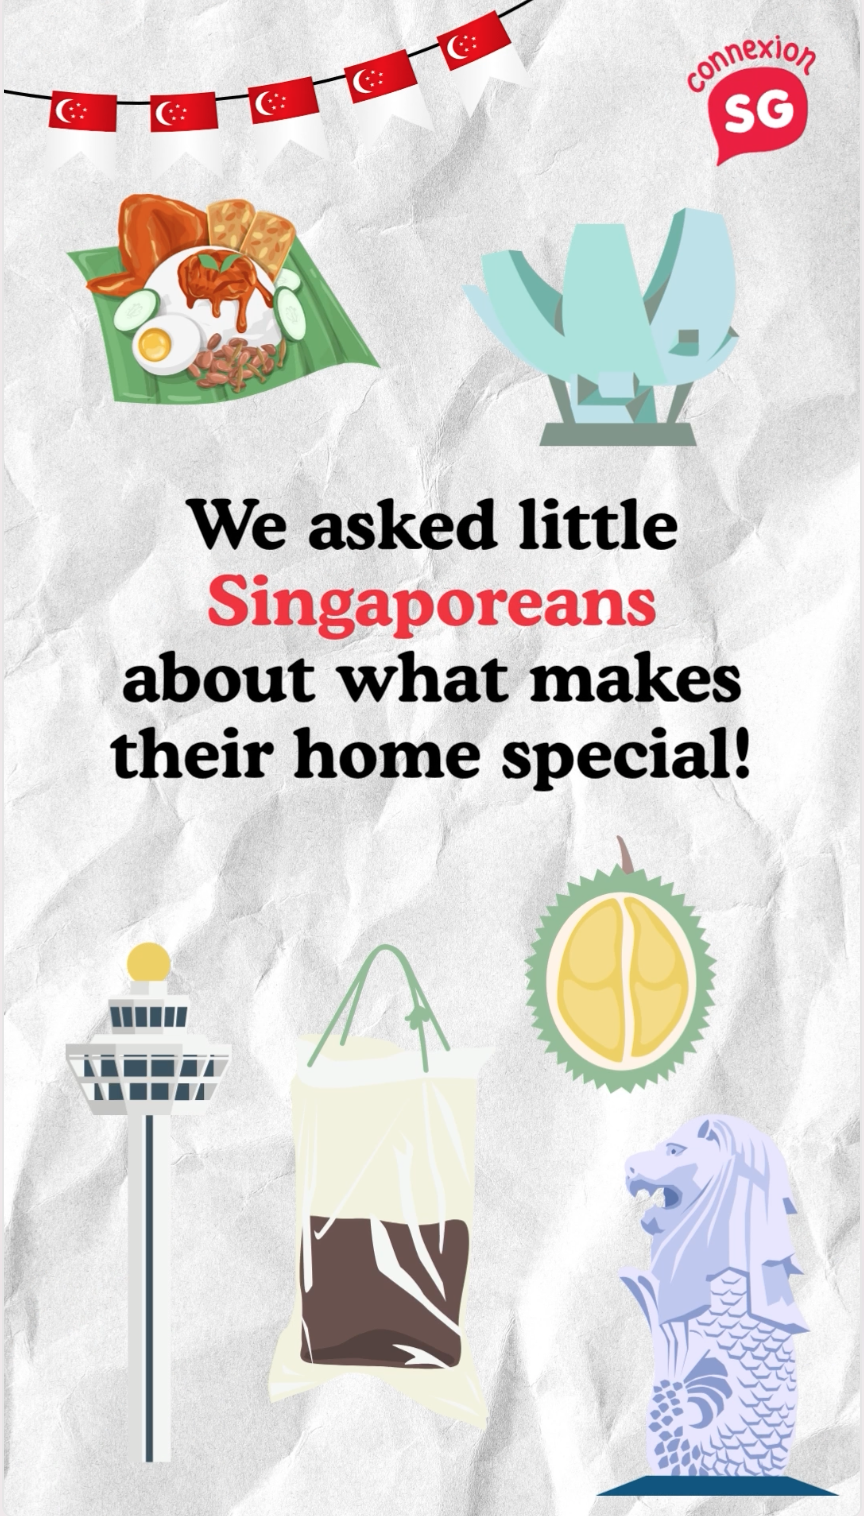 connexion
SG
We asked little
Singaporeans
about what makes
their home special!